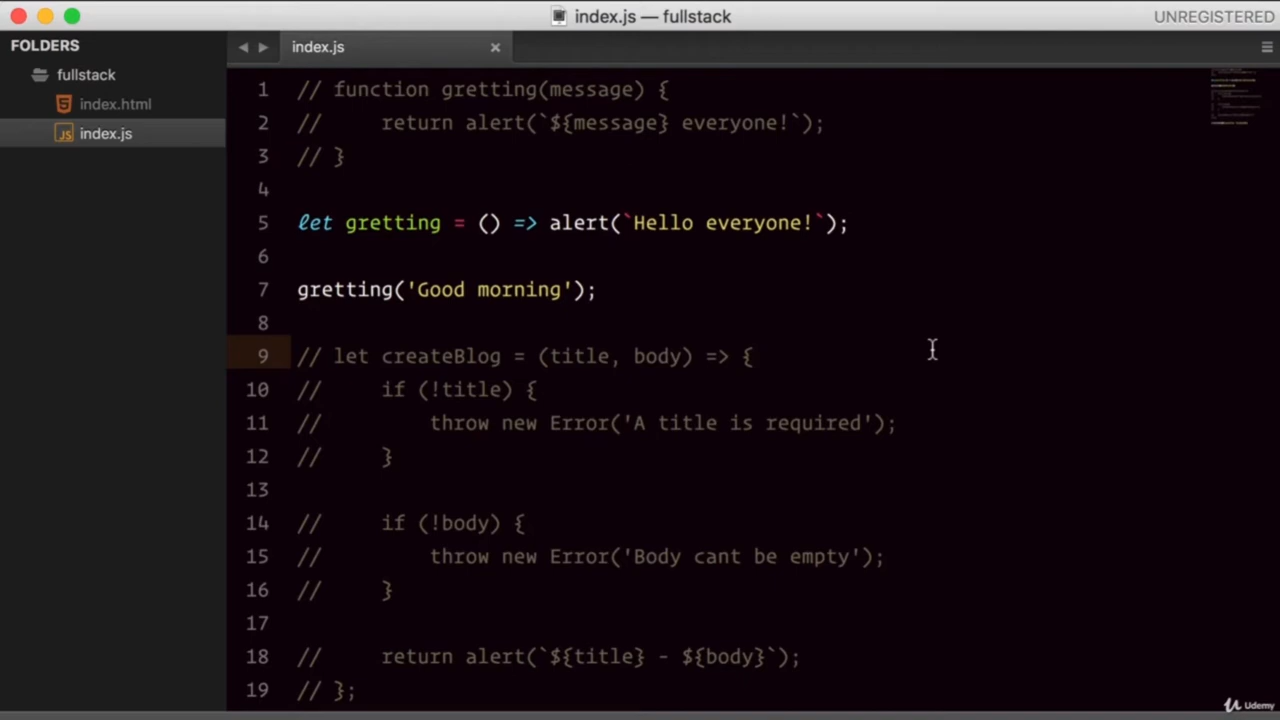 index.js — fullstack
UNREGISTERED
FOLDERS
fullstack
index.html
index.js
index.js
1 // function gretting(message) {
2 //     return alert(`${message} everyone!`);
3 // }
4
5 let gretting = () => alert(`Hello everyone!`);
6
7 gretting('Good morning');
8
9 // let createBlog = (title, body) => {
10 //     if (!title) {
11 //         throw new Error('A title is required');
12 //     }
13
14 //     if (!body) {
15 //         throw new Error('Body cant be empty');
16 //     }
17
18 //     return alert(`${title} - ${body}`);
19 // };
Udemy